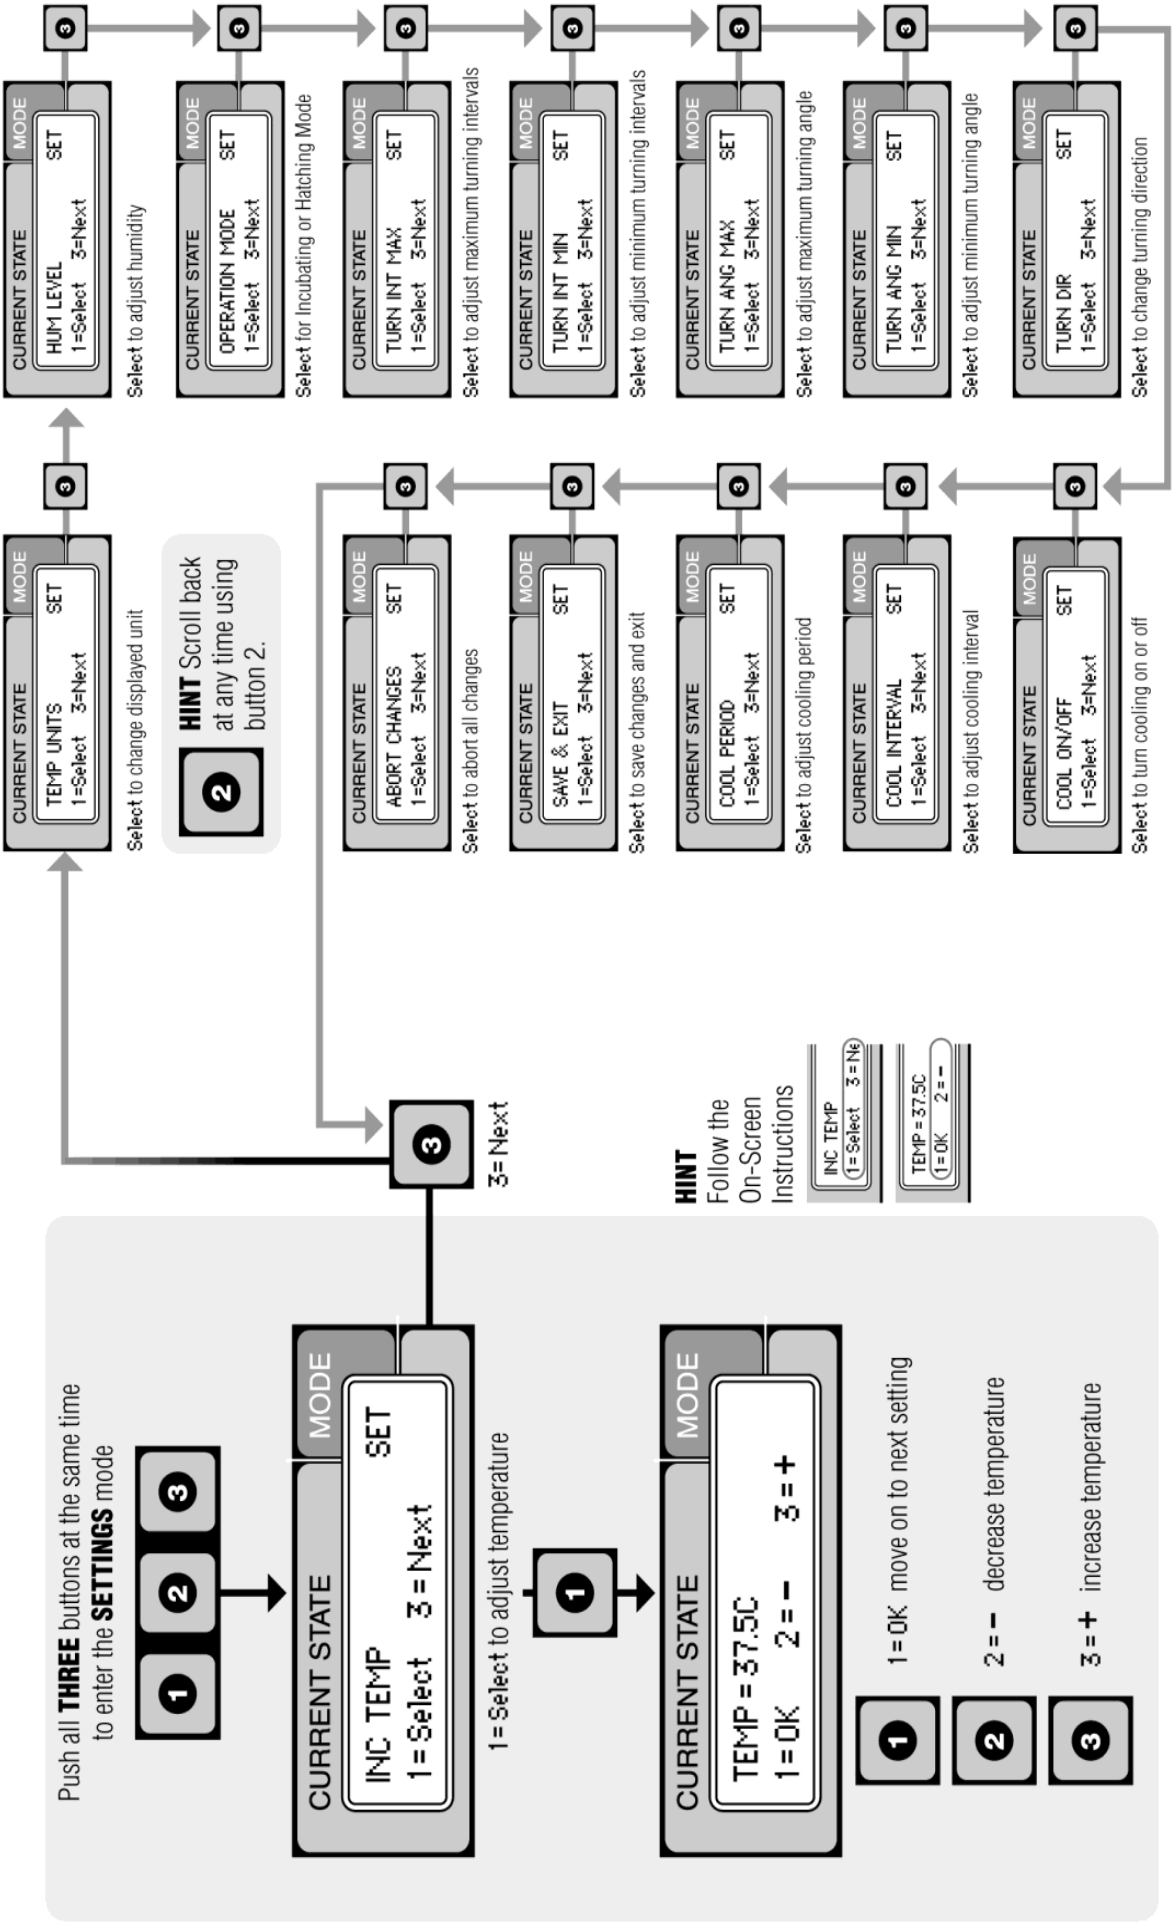 Push all THREE buttons at the same time
to enter the SETTINGS mode
1 2 3
CURRENT STATE MODE
INC TEMP SET
1=Select 3=Next
1=Select to adjust temperature
1
CURRENT STATE MODE
TEMP=37.5C
1=OK 2=- 3=+
1 1=OK move on to next setting
2 2=- decrease temperature
3 3=+ increase temperature
3
3=Next
HINT
Follow the
On-Screen
Instructions
INC TEMP
1=Select 3=Ne
TEMP=37.5C
1=OK 2=-
CURRENT STATE MODE
TEMP UNITS SET
1=Select 3=Next
Select to change displayed unit
3
2
HINT Scroll back
at any time using
button 2.
CURRENT STATE MODE
HUM LEVEL SET
1=Select 3=Next
Select to adjust humidity
3
CURRENT STATE MODE
OPERATION MODE SET
1=Select 3=Next
Select for Incubating or Hatching Mode
3
CURRENT STATE MODE
TURN INT MAX SET
1=Select 3=Next
Select to adjust maximum turning intervals
3
CURRENT STATE MODE
TURN INT MIN SET
1=Select 3=Next
Select to adjust minimum turning intervals
3
CURRENT STATE MODE
TURN ANG MAX SET
1=Select 3=Next
Select to adjust maximum turning angle
3
CURRENT STATE MODE
TURN ANG MIN SET
1=Select 3=Next
Select to adjust minimum turning angle
3
CURRENT STATE MODE
TURN DIR SET
1=Select 3=Next
Select to change turning direction
3
CURRENT STATE MODE
COOL ON/OFF SET
1=Select 3=Next
Select to turn cooling on or off
3
CURRENT STATE MODE
COOL INTERVAL SET
1=Select 3=Next
Select to adjust cooling interval
3
CURRENT STATE MODE
COOL PERIOD SET
1=Select 3=Next
Select to adjust cooling period
3
CURRENT STATE MODE
SAVE & EXIT SET
1=Select 3=Next
Select to save changes and exit
3
CURRENT STATE MODE
ABORT CHANGES SET
1=Select 3=Next
Select to abort all changes
3